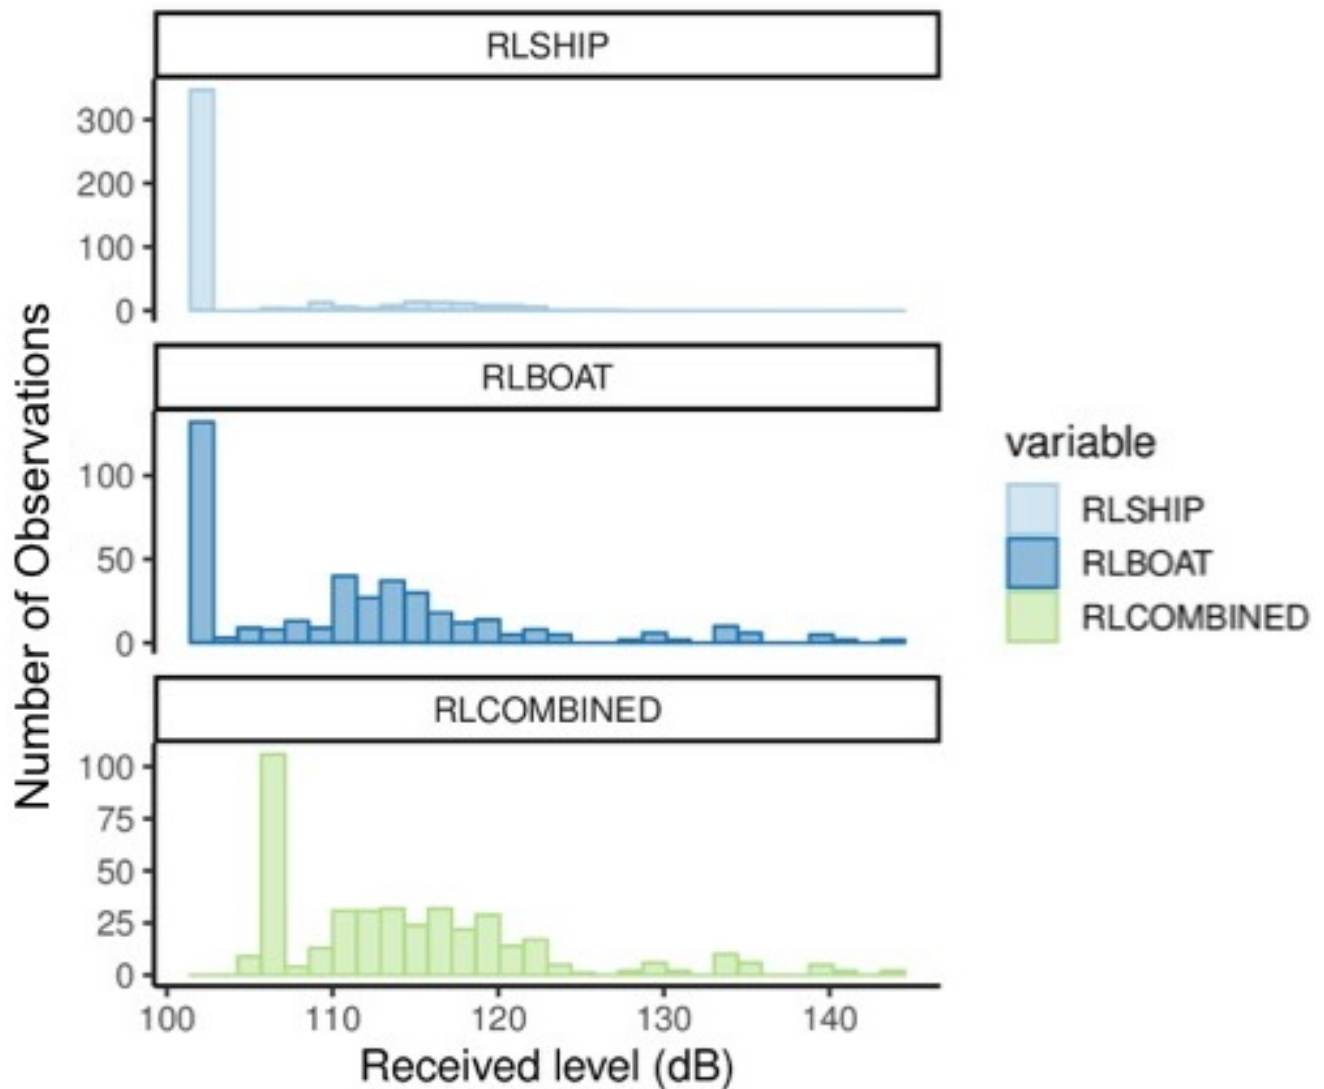 RLSHIP
300
200
100
0
RLBOAT
100
50
0
RLCOMBINED
100
75
50
25
0
100 110 120 130 140
Received level (dB)
Number of Observations
variable
RLSHIP
RLBOAT
RLCOMBINED